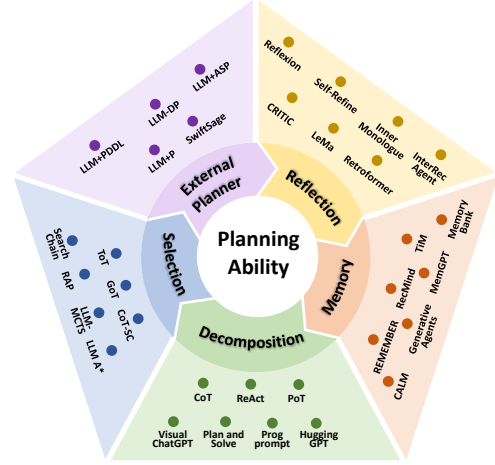 Planning
Ability
External
Planner
LLM+ASP
LLM-DP
SwiftSage
LLM+PDDL
LLM+P
Reflection
Reflexion
Self-Refine
Inner
Monologue
InterRec
Agent
CRITIC
LeMa
Retroformer
Memory
Memory
Bank
TiM
MemGPT
RecMind
Generative
Agents
REMEMBER
CALM
Decomposition
CoT
ReAct
PoT
Visual
ChatGPT
Plan and
Solve
Prog
prompt
Hugging
GPT
Selection
Search
Chain
ToT
RAP
GoT
LLM-
MCTS
CoT-SC
LLM A*